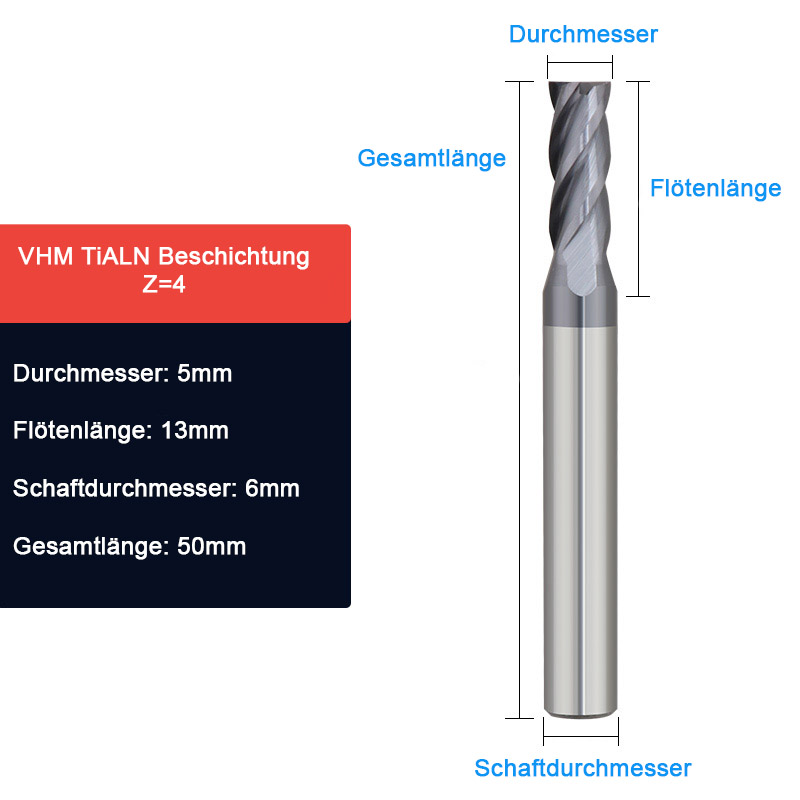 Durchmesser
Gesamtlänge
Flötenlänge
VHM TiALN Beschichtung
Z=4
Durchmesser: 5mm
Flötenlänge: 13mm
Schaftdurchmesser: 6mm
Gesamtlänge: 50mm
Schaftdurchmesser